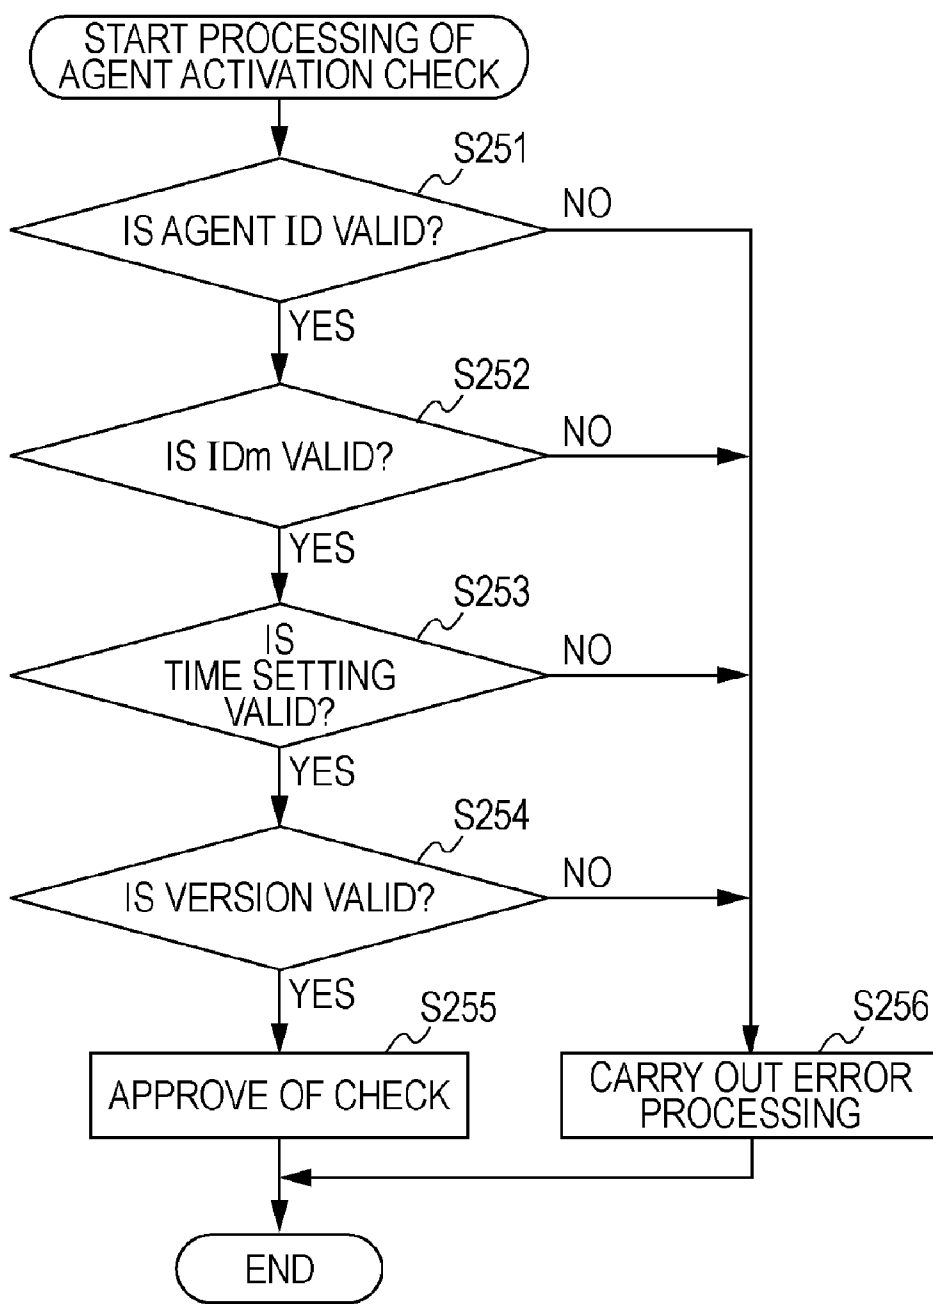 START PROCESSING OF
AGENT ACTIVATION CHECK
S251
IS AGENT ID VALID?
NO
YES
S252
IS IDm VALID?
NO
YES
S253
IS
TIME SETTING
VALID?
NO
YES
S254
IS VERSION VALID?
NO
YES
S255
APPROVE OF CHECK
S256
CARRY OUT ERROR
PROCESSING
END